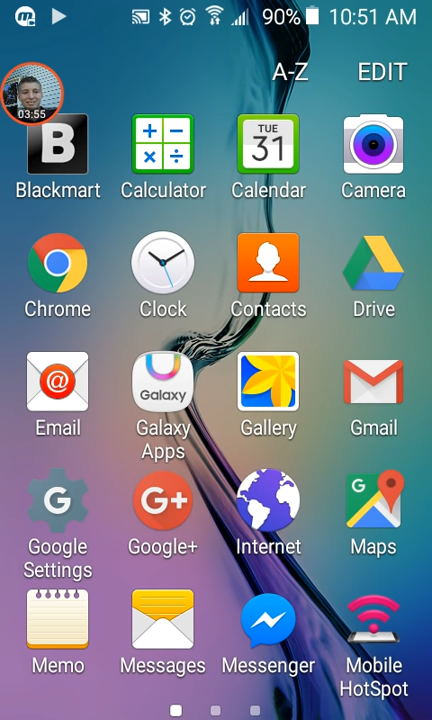 90% 10:51 AM
A-Z EDIT
03:55
B TUE 31
Blackmart Calculator Calendar Camera
Chrome Clock Contacts Drive
@ Galaxy
Email Galaxy Apps Gallery Gmail
G G+ G
Google Settings Google+ Internet Maps
Memo Messages Messenger Mobile HotSpot